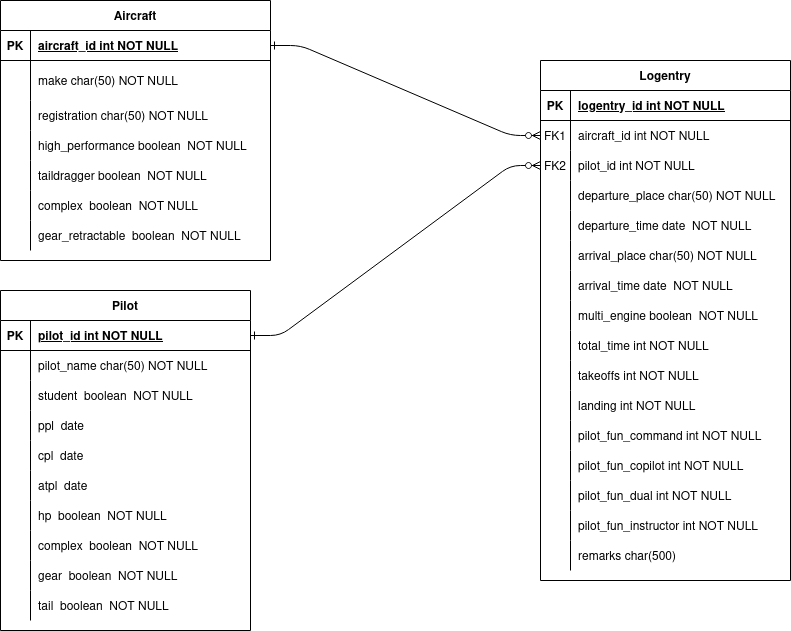 Aircraft
PK aircraft_id int NOT NULL
make char(50) NOT NULL
registration char(50) NOT NULL
high_performance boolean NOT NULL
taildragger boolean NOT NULL
complex boolean NOT NULL
gear_retractable boolean NOT NULL
Pilot
PK pilot_id int NOT NULL
pilot_name char(50) NOT NULL
student boolean NOT NULL
ppl date
cpl date
atpl date
hp boolean NOT NULL
complex boolean NOT NULL
gear boolean NOT NULL
tail boolean NOT NULL
Logentry
PK logentry_id int NOT NULL
FK1 aircraft_id int NOT NULL
FK2 pilot_id int NOT NULL
departure_place char(50) NOT NULL
departure_time date NOT NULL
arrival_place char(50) NOT NULL
arrival_time date NOT NULL
multi_engine boolean NOT NULL
total_time int NOT NULL
takeoffs int NOT NULL
landing int NOT NULL
pilot_fun_command int NOT NULL
pilot_fun_copilot int NOT NULL
pilot_fun_dual int NOT NULL
pilot_fun_instructor int NOT NULL
remarks char(500)